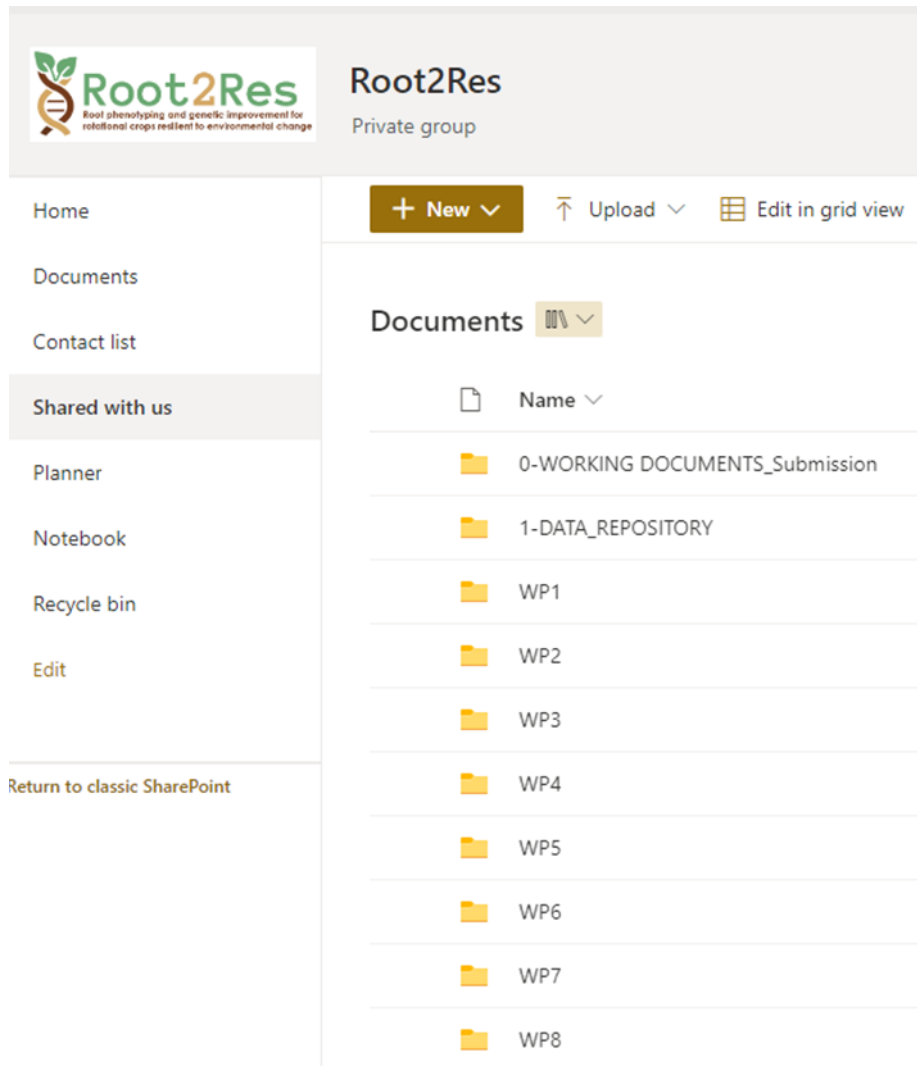 Root2Res
Root phenotyping and genetic improvement for
rotational crops resilient to environmental change
Root2Res
Private group
Home
Documents
Contact list
Shared with us
Planner
Notebook
Recycle bin
Edit
Return to classic SharePoint
+ New
Upload
Edit in grid view
Documents
Name
0-WORKING DOCUMENTS_Submission
1-DATA_REPOSITORY
WP1
WP2
WP3
WP4
WP5
WP6
WP7
WP8